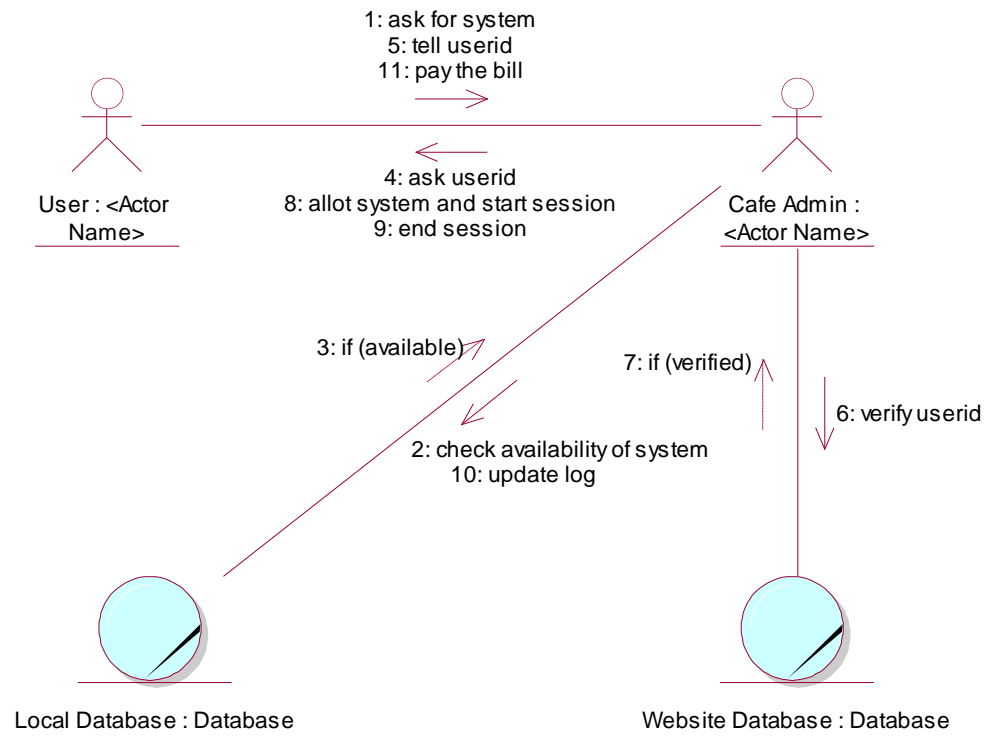 1: ask for system
5: tell userid
11: pay the bill
4: ask userid
8: allot system and start session
9: end session
User : <Actor
Name>
Cafe Admin :
<Actor Name>
3: if (available)
7: if (verified)
6: verify userid
2: check availability of system
10: update log
Local Database : Database
Website Database : Database